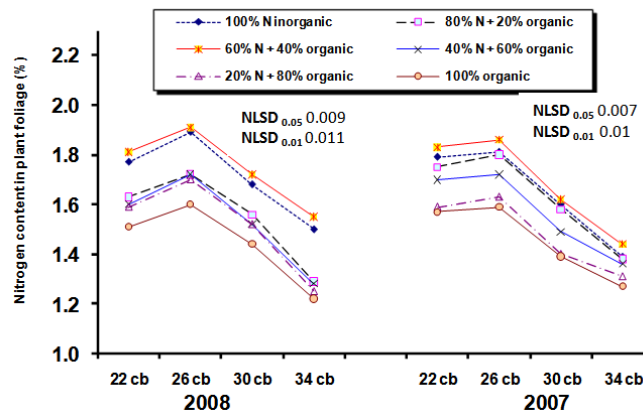 100% N inorganic
80% N + 20% organic
60% N + 40% organic
40% N + 60% organic
20% N + 80% organic
100% organic
Nitrogen content in plant foliage (%)
2.2
2.0
1.8
1.6
1.4
1.2
1.0
NLSD 0.05 0.009
NLSD 0.01 0.011
NLSD 0.05 0.007
NLSD 0.01 0.01
22 cb 26 cb 30 cb 34 cb 22 cb 26 cb 30 cb 34 cb
2008 2007